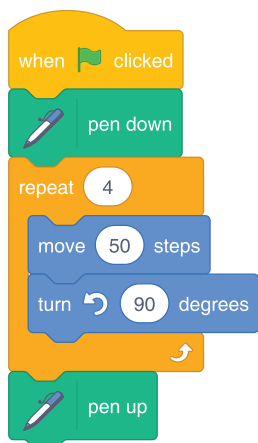 when clicked
pen down
repeat 4
move 50 steps
turn 90 degrees
pen up